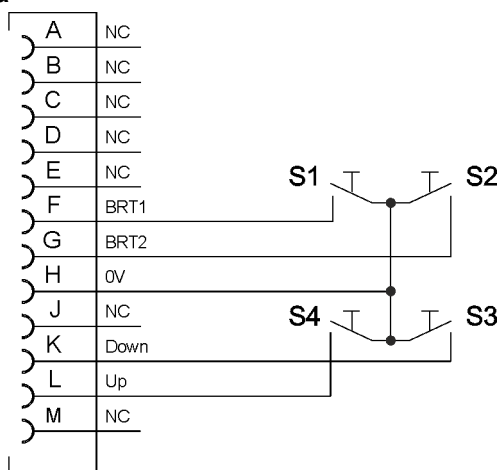 A NC
B NC
C NC
D NC
E NC
S1 S2
F BRT1
G BRT2
H 0V
J NC
S4 S3
K Down
L Up
M NC